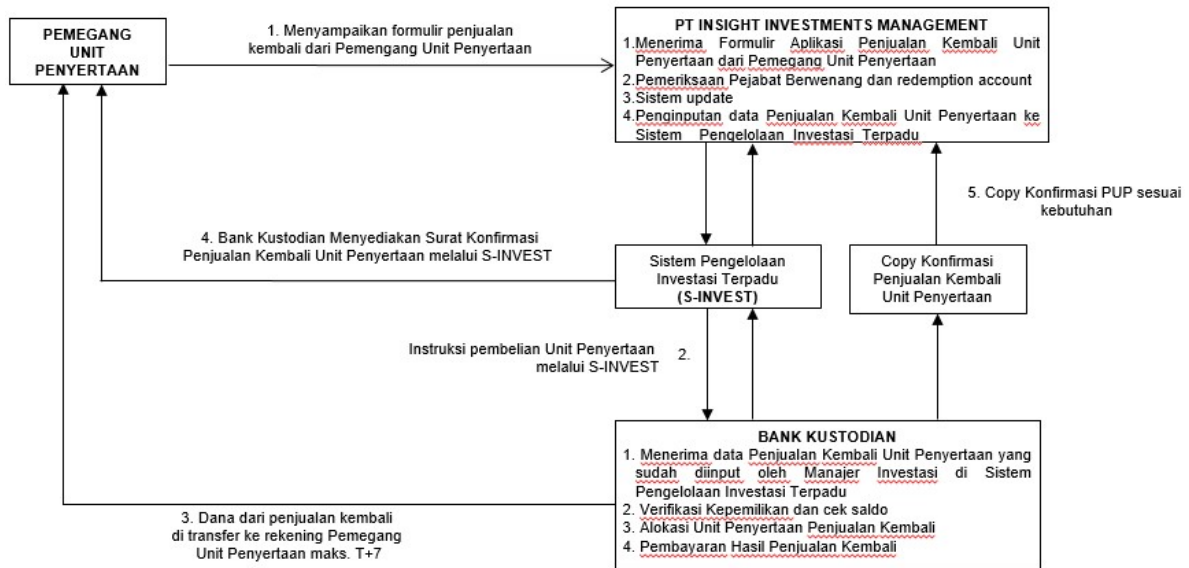 PEMEGANG
UNIT
PENYERTAAN
1. Menyampaikan formulir penjualan
kembali dari Pemengang Unit Penyertaan
PT INSIGHT INVESTMENTS MANAGEMENT
1.Menerima Formulir Aplikasi Penjualan Kembali Unit
Penyertaan dari Pemegang Unit Penyertaan
2.Pemeriksaan Pejabat Berwenang dan redemption account
3.Sistem update
4.Penginputan data Penjualan Kembali Unit Penyertaan ke
Sistem Pengelolaan Investasi Terpadu
5. Copy Konfirmasi PUP sesuai
kebutuhan
4. Bank Kustodian Menyediakan Surat Konfirmasi
Penjualan Kembali Unit Penyertaan melalui S-INVEST
Sistem Pengelolaan
Investasi Terpadu
(S-INVEST)
Copy Konfirmasi
Penjualan Kembali
Unit Penyertaan
Instruksi pembelian Unit Penyertaan
melalui S-INVEST
2.
BANK KUSTODIAN
1. Menerima data Penjualan Kembali Unit Penyertaan yang
sudah diinput oleh Manajer Investasi di Sistem
Pengelolaan Investasi Terpadu
2. Verifikasi Kepemilikan dan cek saldo
3. Alokasi Unit Penyertaan Penjualan Kembali
4. Pembayaran Hasil Penjualan Kembali
3. Dana dari penjualan kembali
di transfer ke rekening Pemegang
Unit Penyertaan maks. T+7